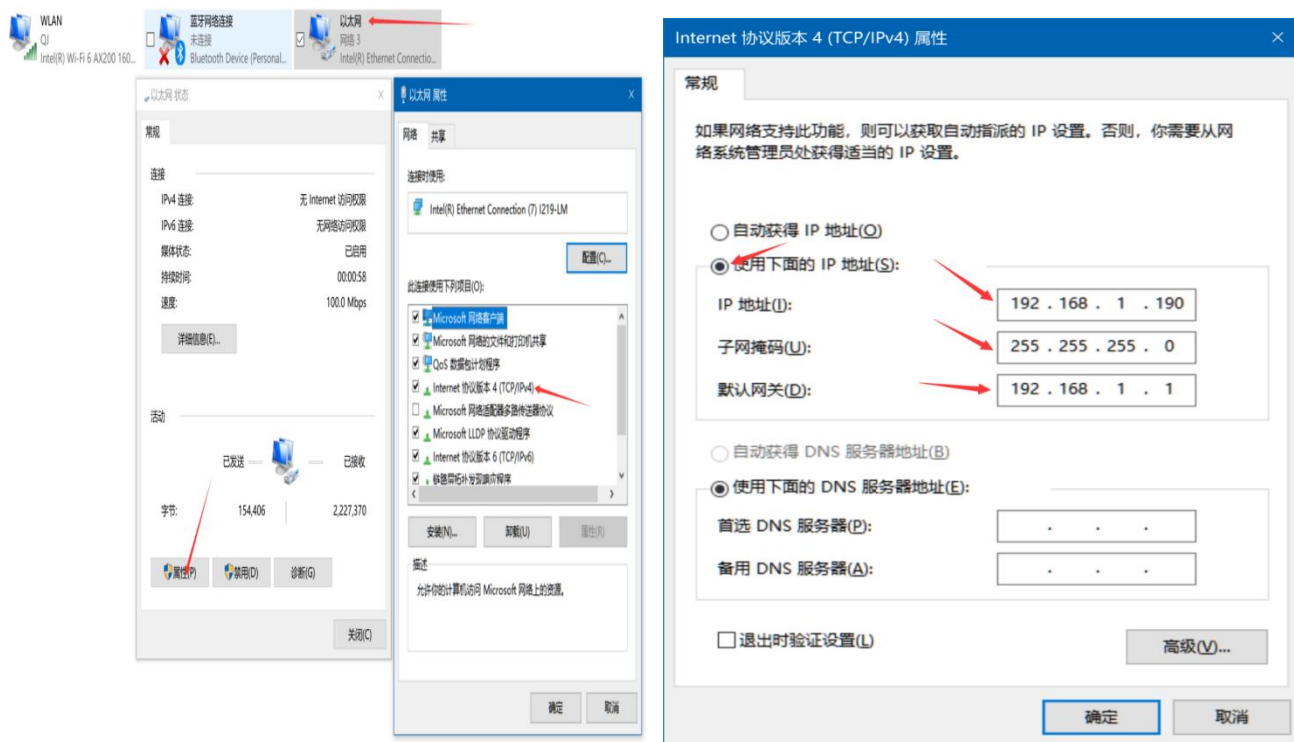 WLAN
QJ
Intel(R) Wi-Fi 6 AX200 160...
蓝牙网络连接
未连接
Bluetooth Device (Personal...
以太网
网络 3
Intel(R) Ethernet Connectio...
以太网 状态
X
常规
连接
IPv4 连接: 无 Internet 访问权限
IPv6 连接: 无网络访问权限
媒体状态: 已启用
持续时间: 00:00:58
速度: 100.0 Mbps
详细信息(E)...
活动
已发送 — — 已接收
字节: 154,406 2,227,370
属性(P) 禁用(D) 诊断(G)
关闭(C)
以太网 属性
X
网络 共享
连接时使用:
Intel(R) Ethernet Connection (7) I219-LM
配置(C)...
此连接使用下列项目(O):
Microsoft 网络客户端
Microsoft 网络的文件和打印机共享
QoS 数据包计划程序
Internet 协议版本 4 (TCP/IPv4)
Microsoft 网络适配器多路传送器协议
Microsoft LLDP 协议驱动程序
Internet 协议版本 6 (TCP/IPv6)
链路层拓扑发现响应程序
安装(N)... 卸载(U) 属性(R)
描述
允许你的计算机访问 Microsoft 网络上的资源。
确定 取消
Internet 协议版本 4 (TCP/IPv4) 属性
×
常规
如果网络支持此功能，则可以获取自动指派的 IP 设置。否则，你需要从网
络系统管理员处获得适当的 IP 设置。
自动获得 IP 地址(O)
使用下面的 IP 地址(S):
IP 地址(I): 192 . 168 . 1 . 190
子网掩码(U): 255 . 255 . 255 . 0
默认网关(D): 192 . 168 . 1 . 1
自动获得 DNS 服务器地址(B)
使用下面的 DNS 服务器地址(E):
首选 DNS 服务器(P): . . .
备用 DNS 服务器(A): . . .
退出时验证设置(L)
高级(V)...
确定 取消